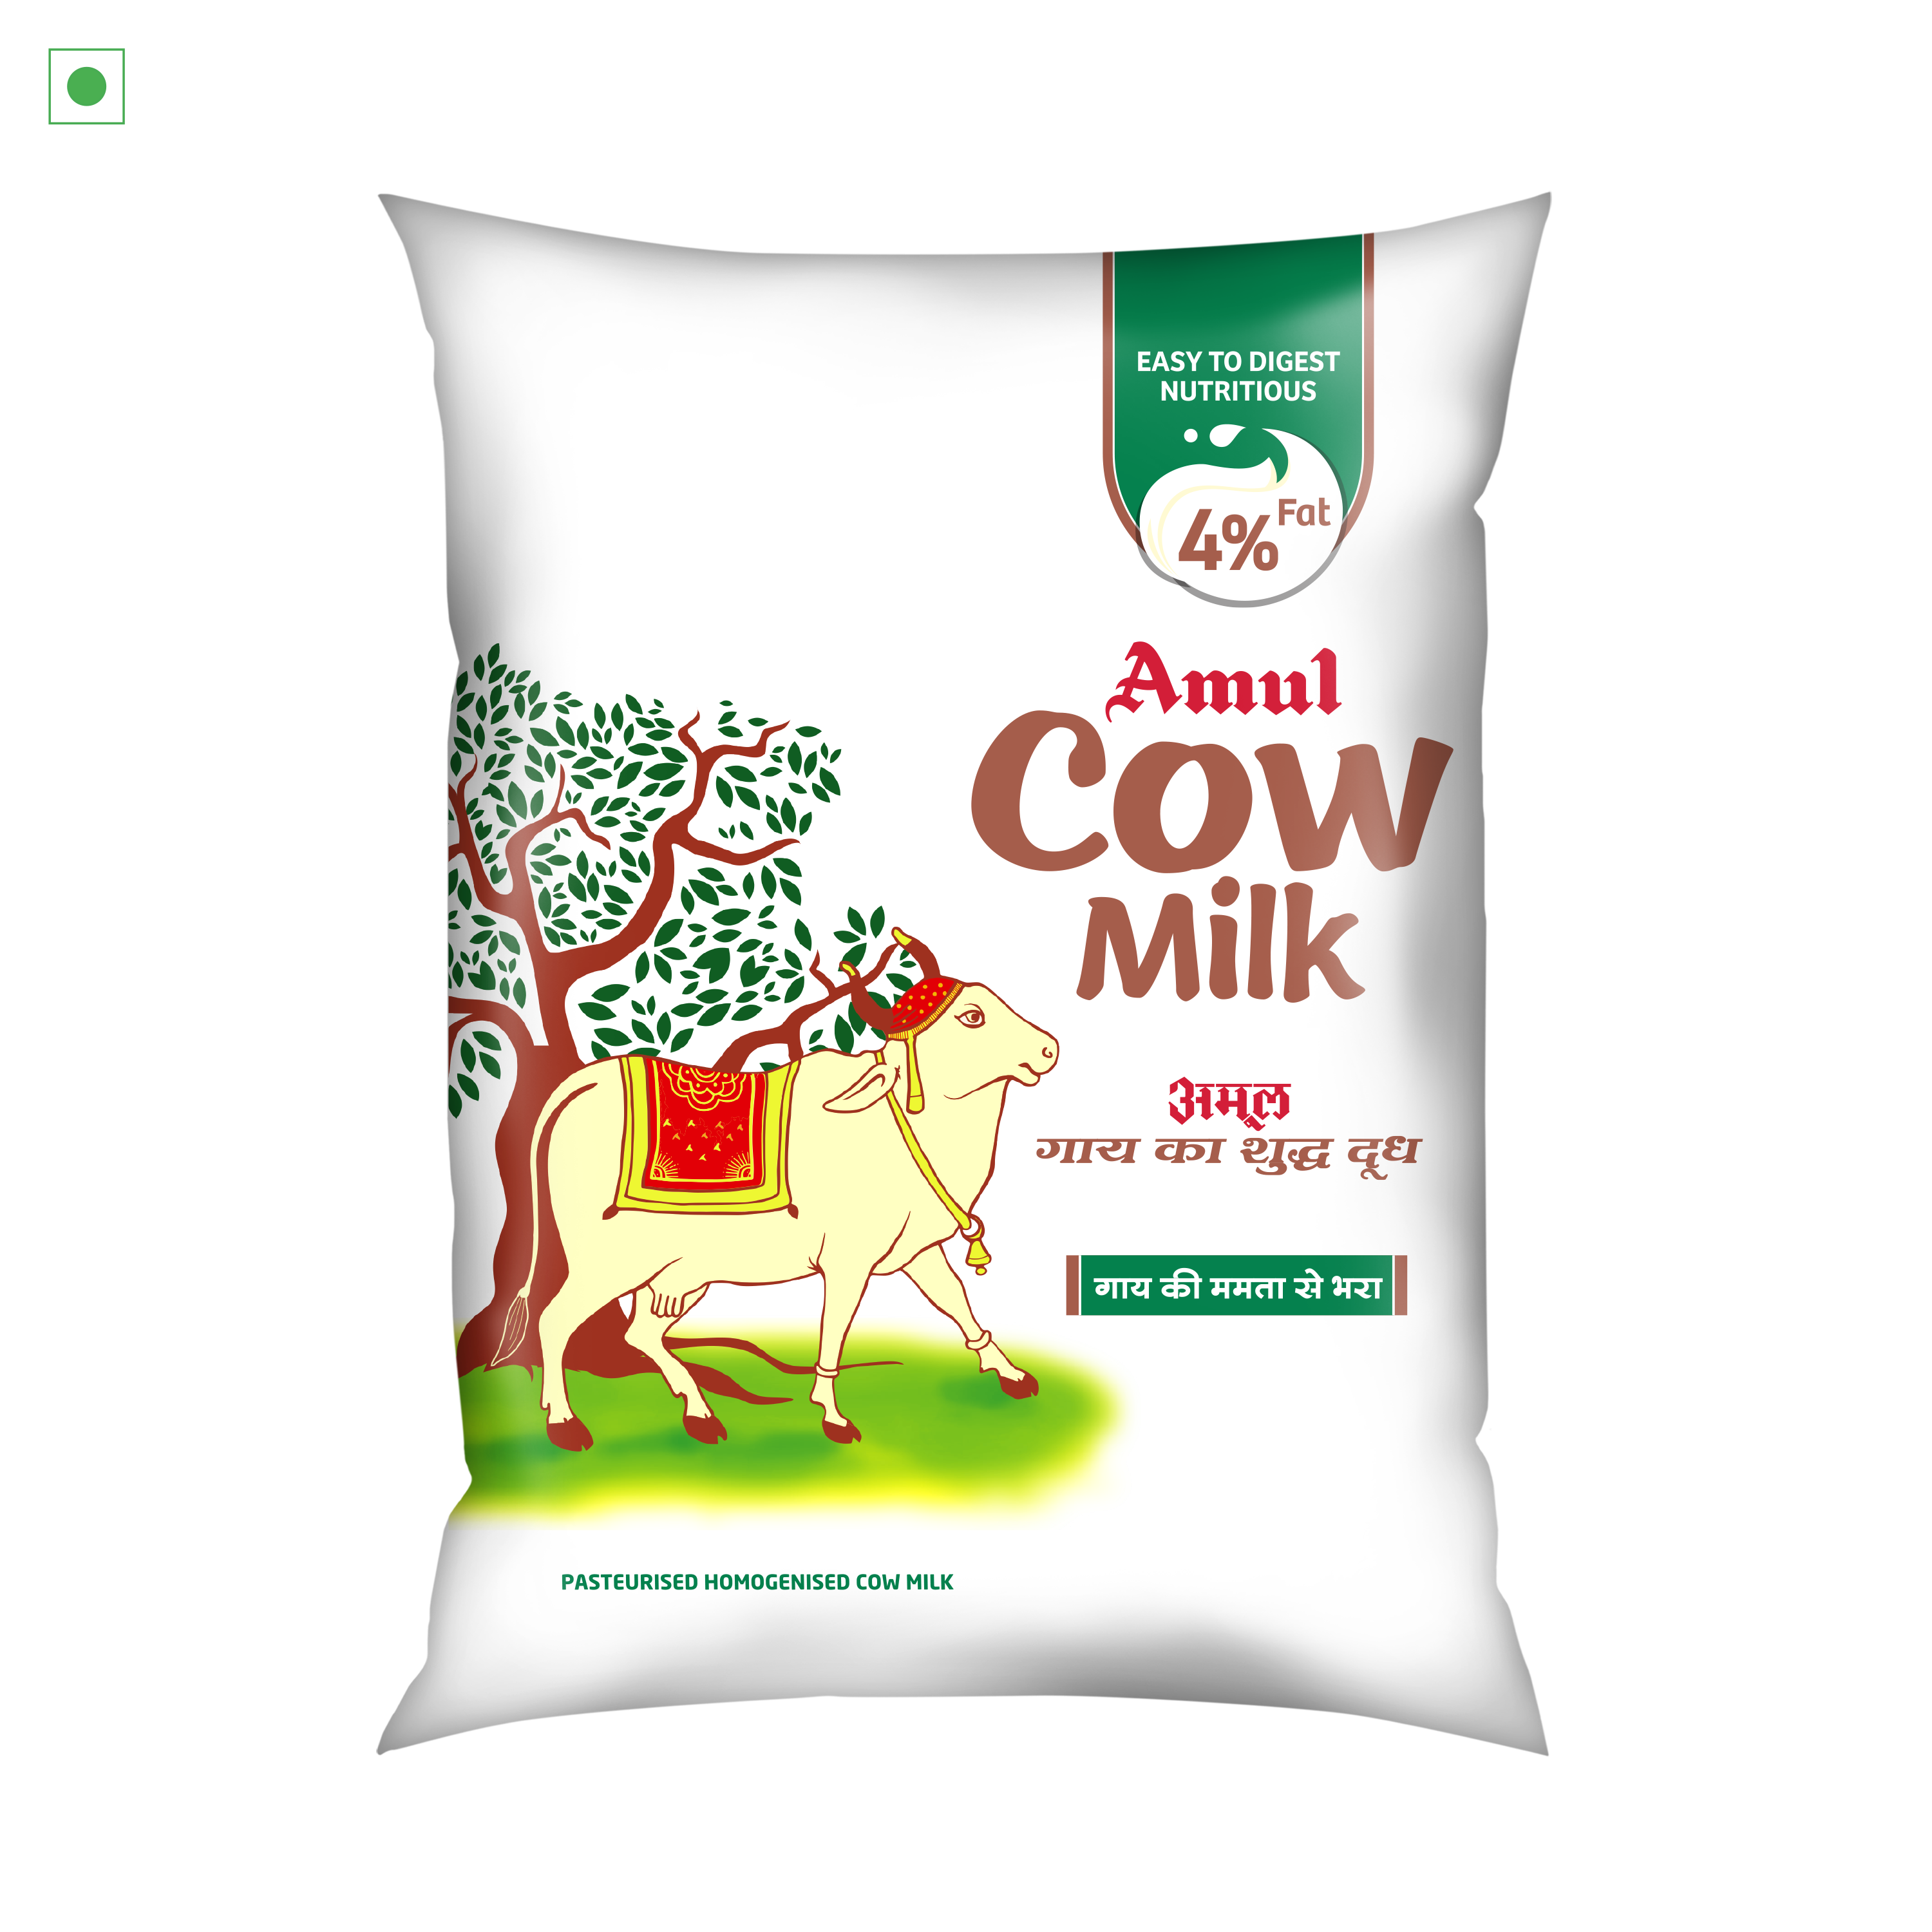 EASY TO DIGEST
NUTRITIOUS
4% Fat
Amul
Cow
Milk
अमूल
गाय का शुद्ध दूध
गाय की ममता से भरा
PASTEURISED HOMOGENISED COW MILK